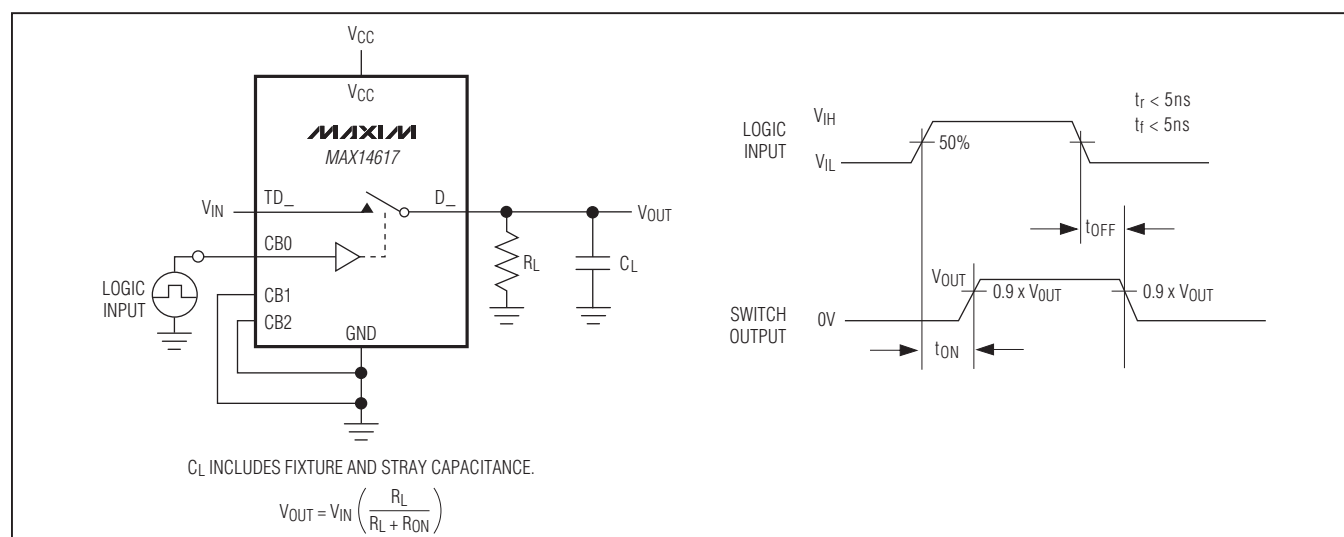 VCC
VCC
MAXIM
MAX14617
VIN
TD_
D_
VOUT
CB0
RL
CL
LOGIC
INPUT
CB1
CB2
GND
CL INCLUDES FIXTURE AND STRAY CAPACITANCE.
VOUT = VIN ( RL / RL + RON )
LOGIC
INPUT
VIH
VIL
50%
tr < 5ns
tf < 5ns
tOFF
SWITCH
OUTPUT
VOUT
0V
0.9 x VOUT
0.9 x VOUT
tON